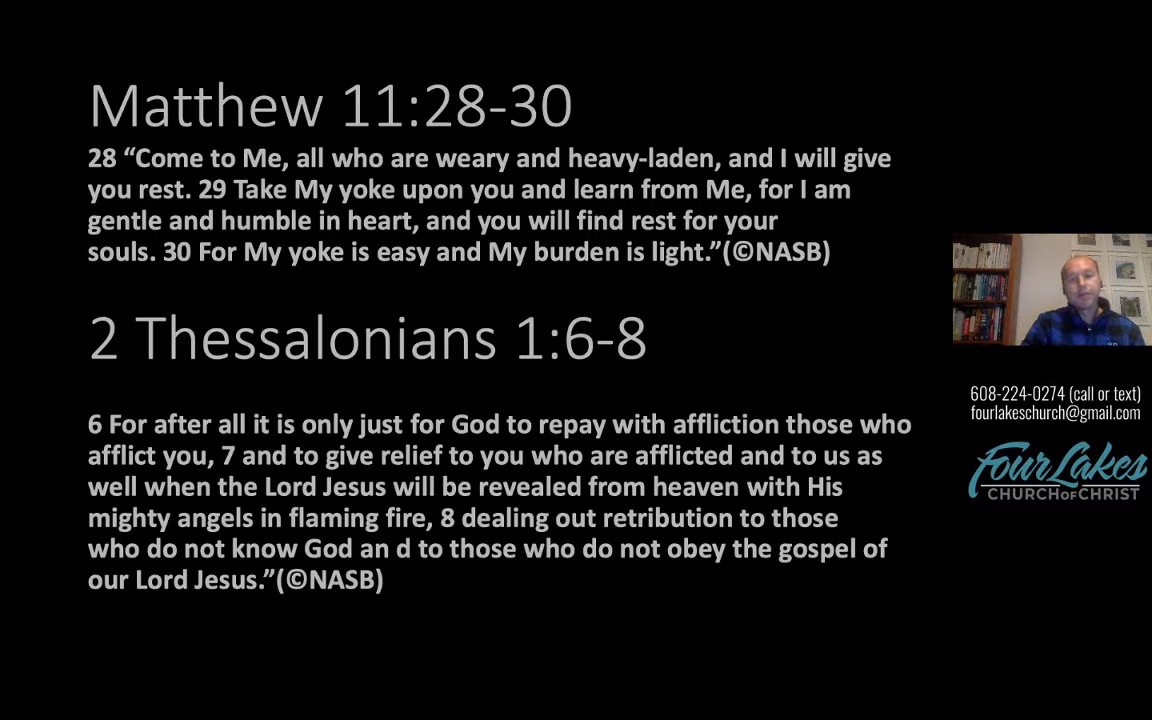 Matthew 11:28-30
28 “Come to Me, all who are weary and heavy-laden, and I will give
you rest. 29 Take My yoke upon you and learn from Me, for I am
gentle and humble in heart, and you will find rest for your
souls. 30 For My yoke is easy and My burden is light.”(©NASB)
2 Thessalonians 1:6-8
6 For after all it is only just for God to repay with affliction those who
afflict you, 7 and to give relief to you who are afflicted and to us as
well when the Lord Jesus will be revealed from heaven with His
mighty angels in flaming fire, 8 dealing out retribution to those
who do not know God an d to those who do not obey the gospel of
our Lord Jesus.”(©NASB)
608-224-0274 (call or text)
fourlakeschurch@gmail.com
Four Lakes
CHURCH OF CHRIST